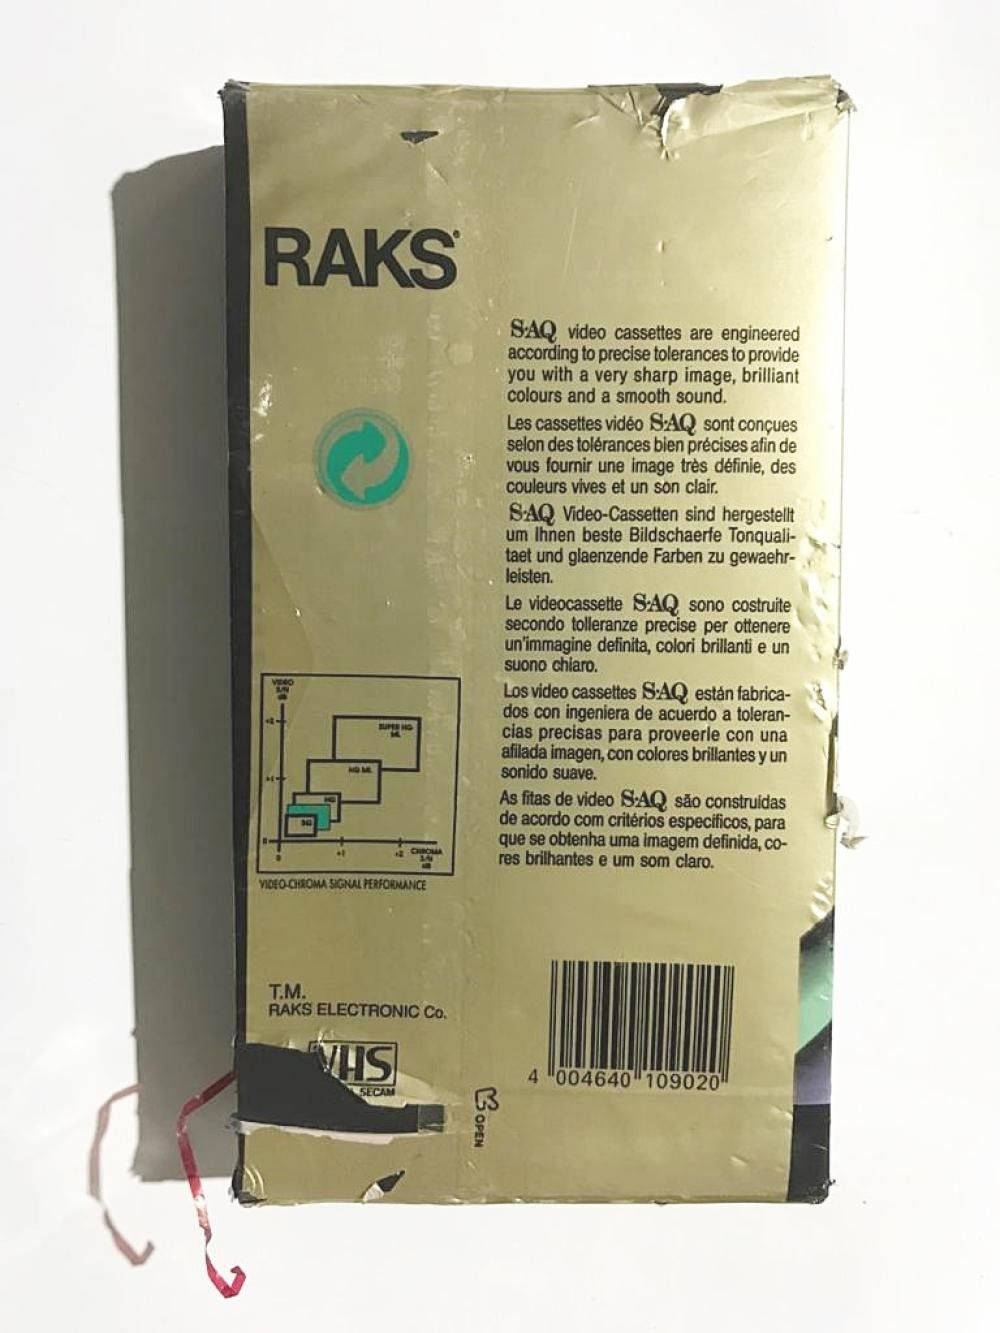 RAKS
S·AQ video cassettes are engineered
according to precise tolerances to provide
you with a very sharp image, brilliant
colours and a smooth sound.
Les cassettes vidéo S·AQ sont conçues
selon des tolérances bien précises afin de
vous fournir une image très définie, des
couleurs vives et un son clair.
S·AQ Video-Cassetten sind hergestellt
um Ihnen beste Bildschaerfe Tonquali-
taet und glaenzende Farben zu gewaehr-
leisten.
Le videocassette S·AQ sono costruite
secondo tolleranze precise per ottenere
un'immagine definita, colori brillanti e un
suono chiaro.
Los video cassettes S·AQ están fabrica-
dos con ingeniera de acuerdo a toleran-
cias precisas para proveerle con una
afilada imagen, con colores brillantes y un
sonido suave.
As fitas de video S·AQ são construídas
de acordo com critérios específicos, para
que se obtenha uma imagem definida, co-
res brilhantes e um som claro.
VIDEO
S/N
dB
+2
SUPER HG-
ML
+1
HG ML
HG
SQ
0
0
+1
+2
CHROMA
S/N
dB
VIDEO-CHROMA SIGNAL PERFORMANCE
T.M.
RAKS ELECTRONIC Co.
VHS
SECAM
4 004640 109020
OPEN